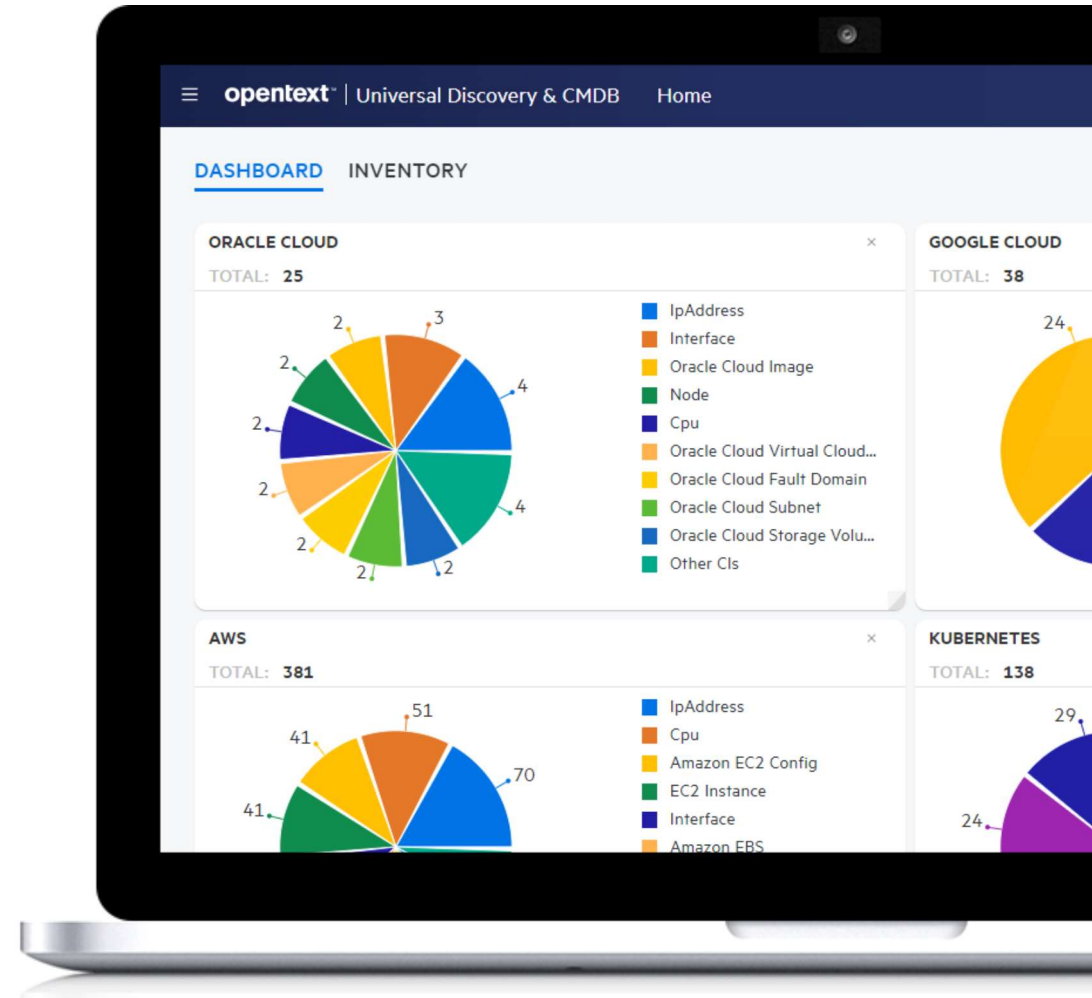 opentext™ | Universal Discovery & CMDB Home
DASHBOARD INVENTORY
ORACLE CLOUD
TOTAL: 25
2
3
2
4
2
2
4
2
2
2
IpAddress
Interface
Oracle Cloud Image
Node
Cpu
Oracle Cloud Virtual Cloud...
Oracle Cloud Fault Domain
Oracle Cloud Subnet
Oracle Cloud Storage Volu...
Other CIs
GOOGLE CLOUD
TOTAL: 38
24
AWS
TOTAL: 381
51
41
70
41
IpAddress
Cpu
Amazon EC2 Config
EC2 Instance
Interface
Amazon EBS
KUBERNETES
TOTAL: 138
29
24